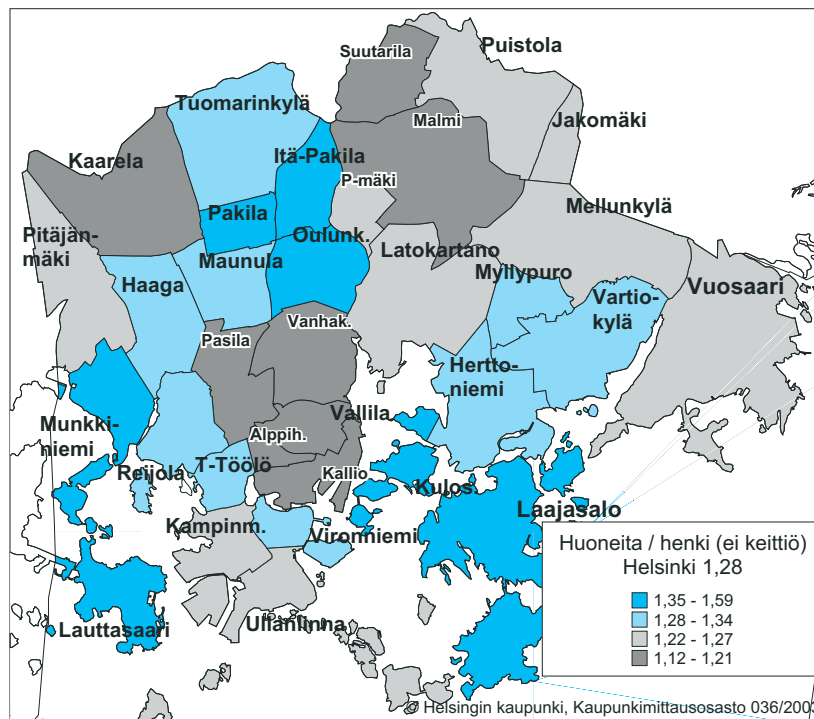 Suutarila
Puistola
Tuomarinkylä
Malmi
Jakomäki
Kaarela
Itä-Pakila
P-mäki
Pakila
Mellunkylä
Pitäjän-
mäki
Oulunk.
Maunula
Latokartano
Haaga
Myllypuro
Vuosaari
Vartio-
kylä
Vanhak.
Pasila
Hertto-
niemi
Vallila
Munkki-
niemi
Alppih.
Reijola
T-Töölö
Kallio
Kulos.
Laajasalo
Kampinm.
Vironniemi
Lauttasaari
Ullanlinna
Huoneita / henki (ei keittiö)
Helsinki 1,28
1,35 - 1,59
1,28 - 1,34
1,22 - 1,27
1,12 - 1,21
© Helsingin kaupunki, Kaupunkimittausosasto 036/2003